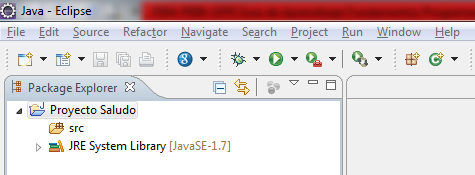 Java - Eclipse
File Edit Source Refactor Navigate Search Project Run Window Help
Package Explorer
Proyecto Saludo
src
JRE System Library [JavaSE-1.7]